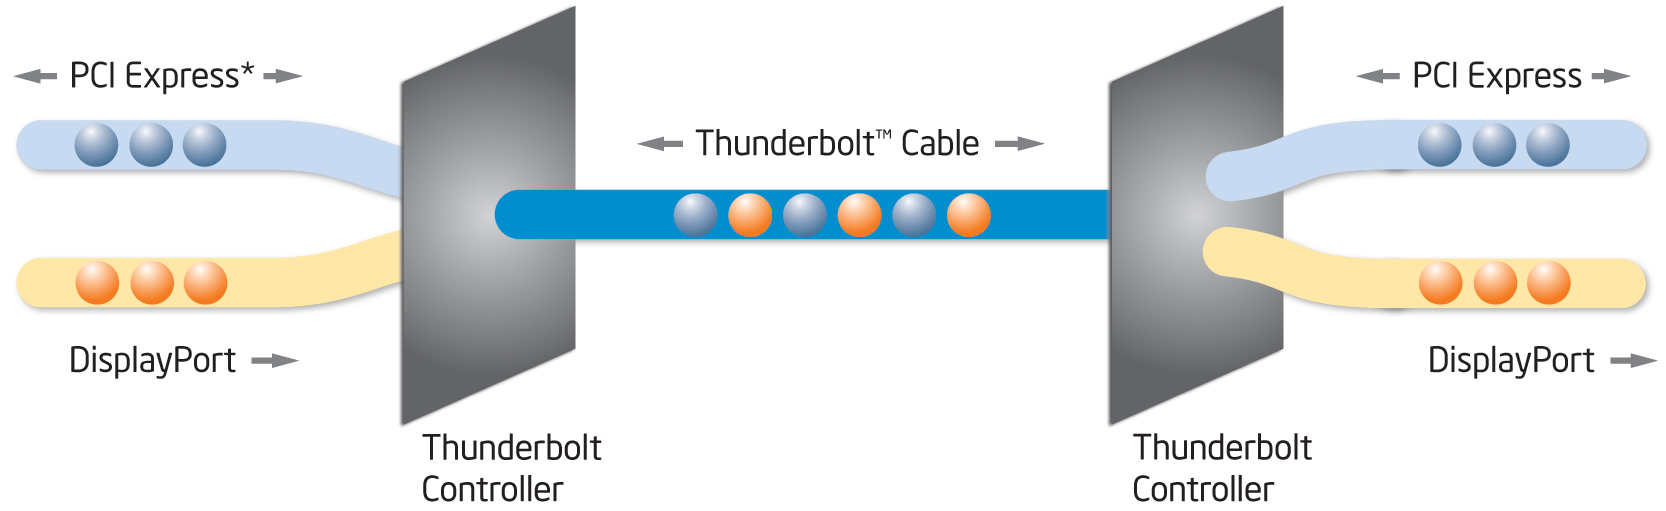 PCI Express*
PCI Express
Thunderbolt™ Cable
DisplayPort
DisplayPort
Thunderbolt
Controller
Thunderbolt
Controller